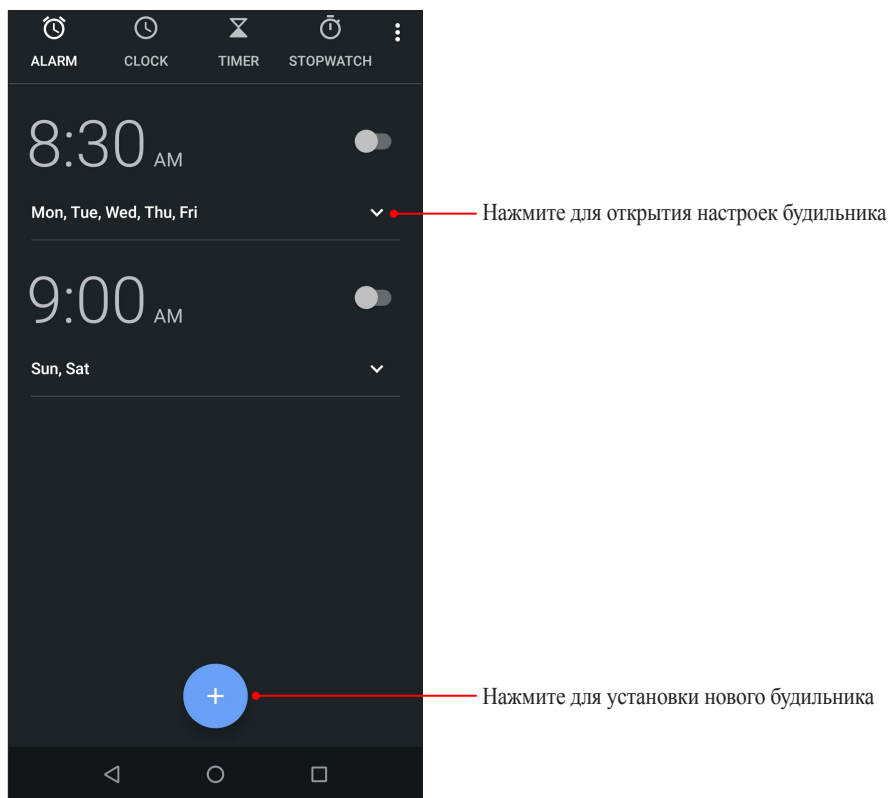 ALARM CLOCK TIMER STOPWATCH
8:30 AM
Mon, Tue, Wed, Thu, Fri
Нажмите для открытия настроек будильника
9:00 AM
Sun, Sat
+
Нажмите для установки нового будильника